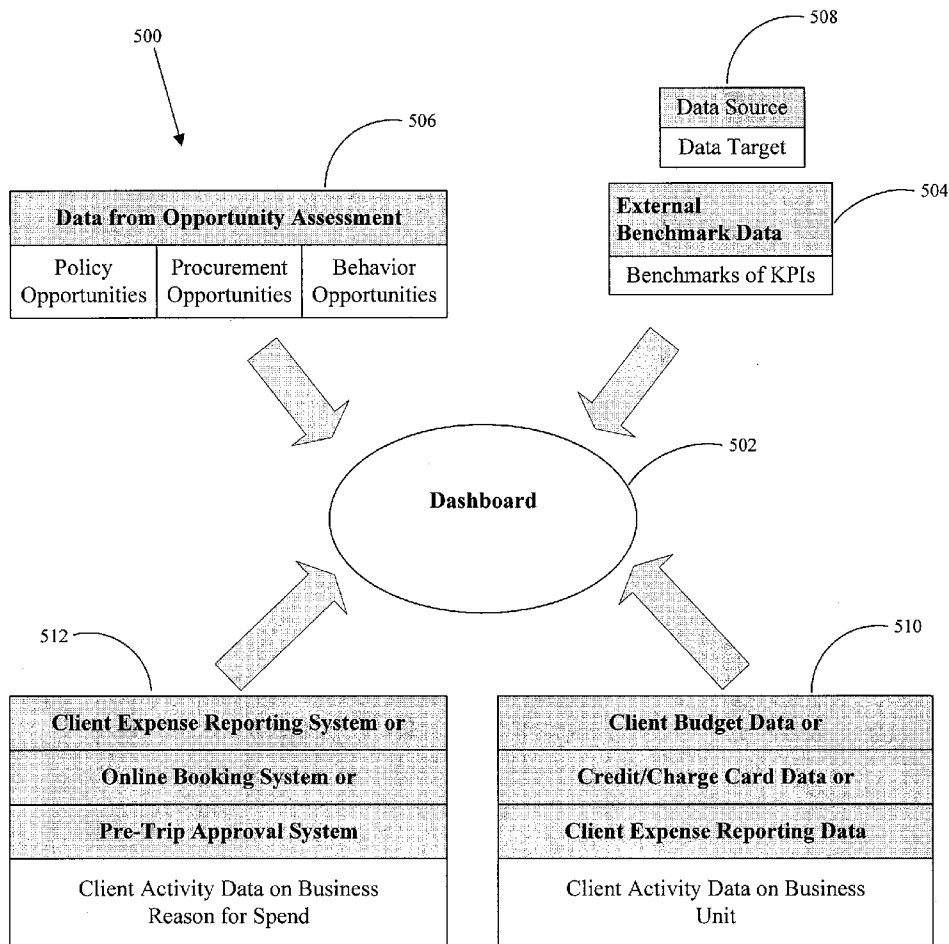 500
508
506
Data Source
Data Target
504
Data from Opportunity Assessment
External
Benchmark Data
Policy
Opportunities
Procurement
Opportunities
Behavior
Opportunities
Benchmarks of KPIs
502
Dashboard
512
510
Client Expense Reporting System or
Online Booking System or
Pre-Trip Approval System
Client Activity Data on Business
Reason for Spend
Client Budget Data or
Credit/Charge Card Data or
Client Expense Reporting Data
Client Activity Data on Business
Unit